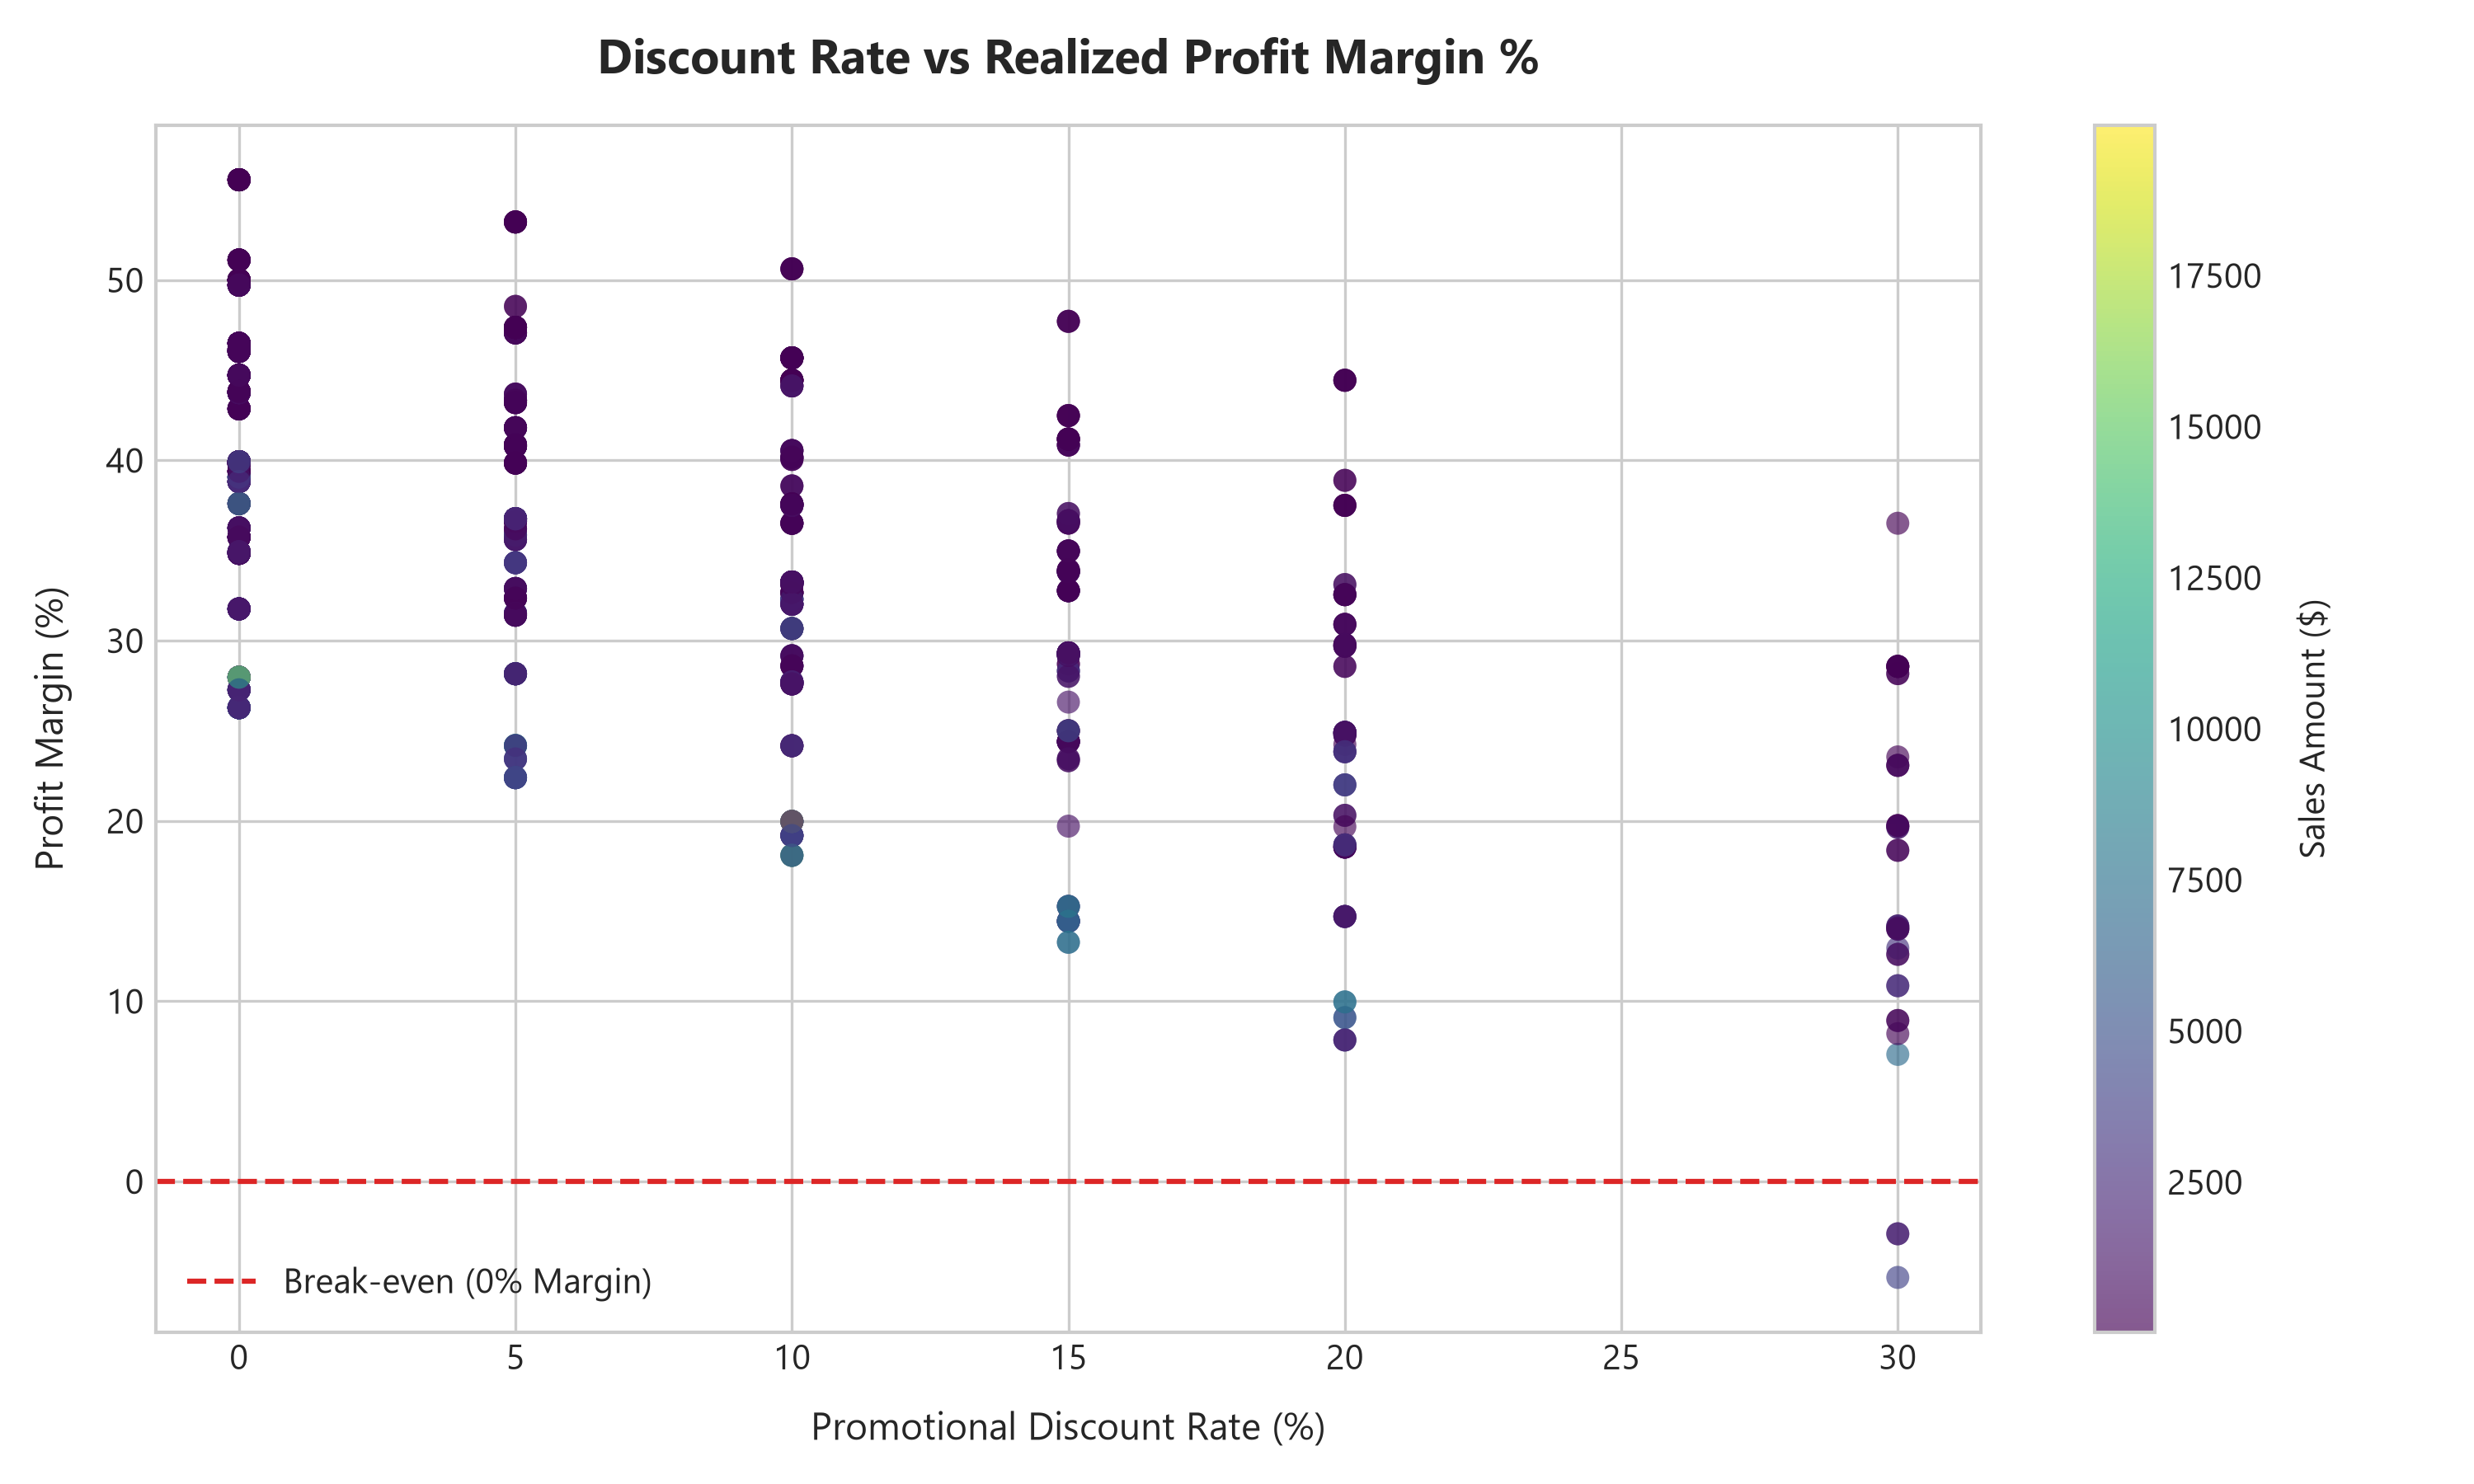 Discount Rate vs Realized Profit Margin %
Profit Margin (%)
50
40
30
20
10
0
Break-even (0% Margin)
0 5 10 15 20 25 30
Promotional Discount Rate (%)
17500
15000
12500
10000
7500
5000
2500
Sales Amount ($)